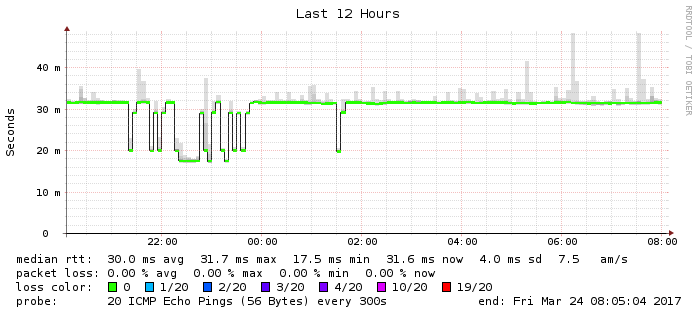 Last 12 Hours
RRDTOOL / TOBI OETIKER
Seconds
40 m
30 m
20 m
10 m
0
22:00 00:00 02:00 04:00 06:00 08:00
median rtt: 30.0 ms avg 31.7 ms max 17.5 ms min 31.6 ms now 4.0 ms sd 7.5 am/s
packet loss: 0.00 % avg 0.00 % max 0.00 % min 0.00 % now
loss color: 0 1/20 2/20 3/20 4/20 10/20 19/20
probe: 20 ICMP Echo Pings (56 Bytes) every 300s end: Fri Mar 24 08:05:04 2017